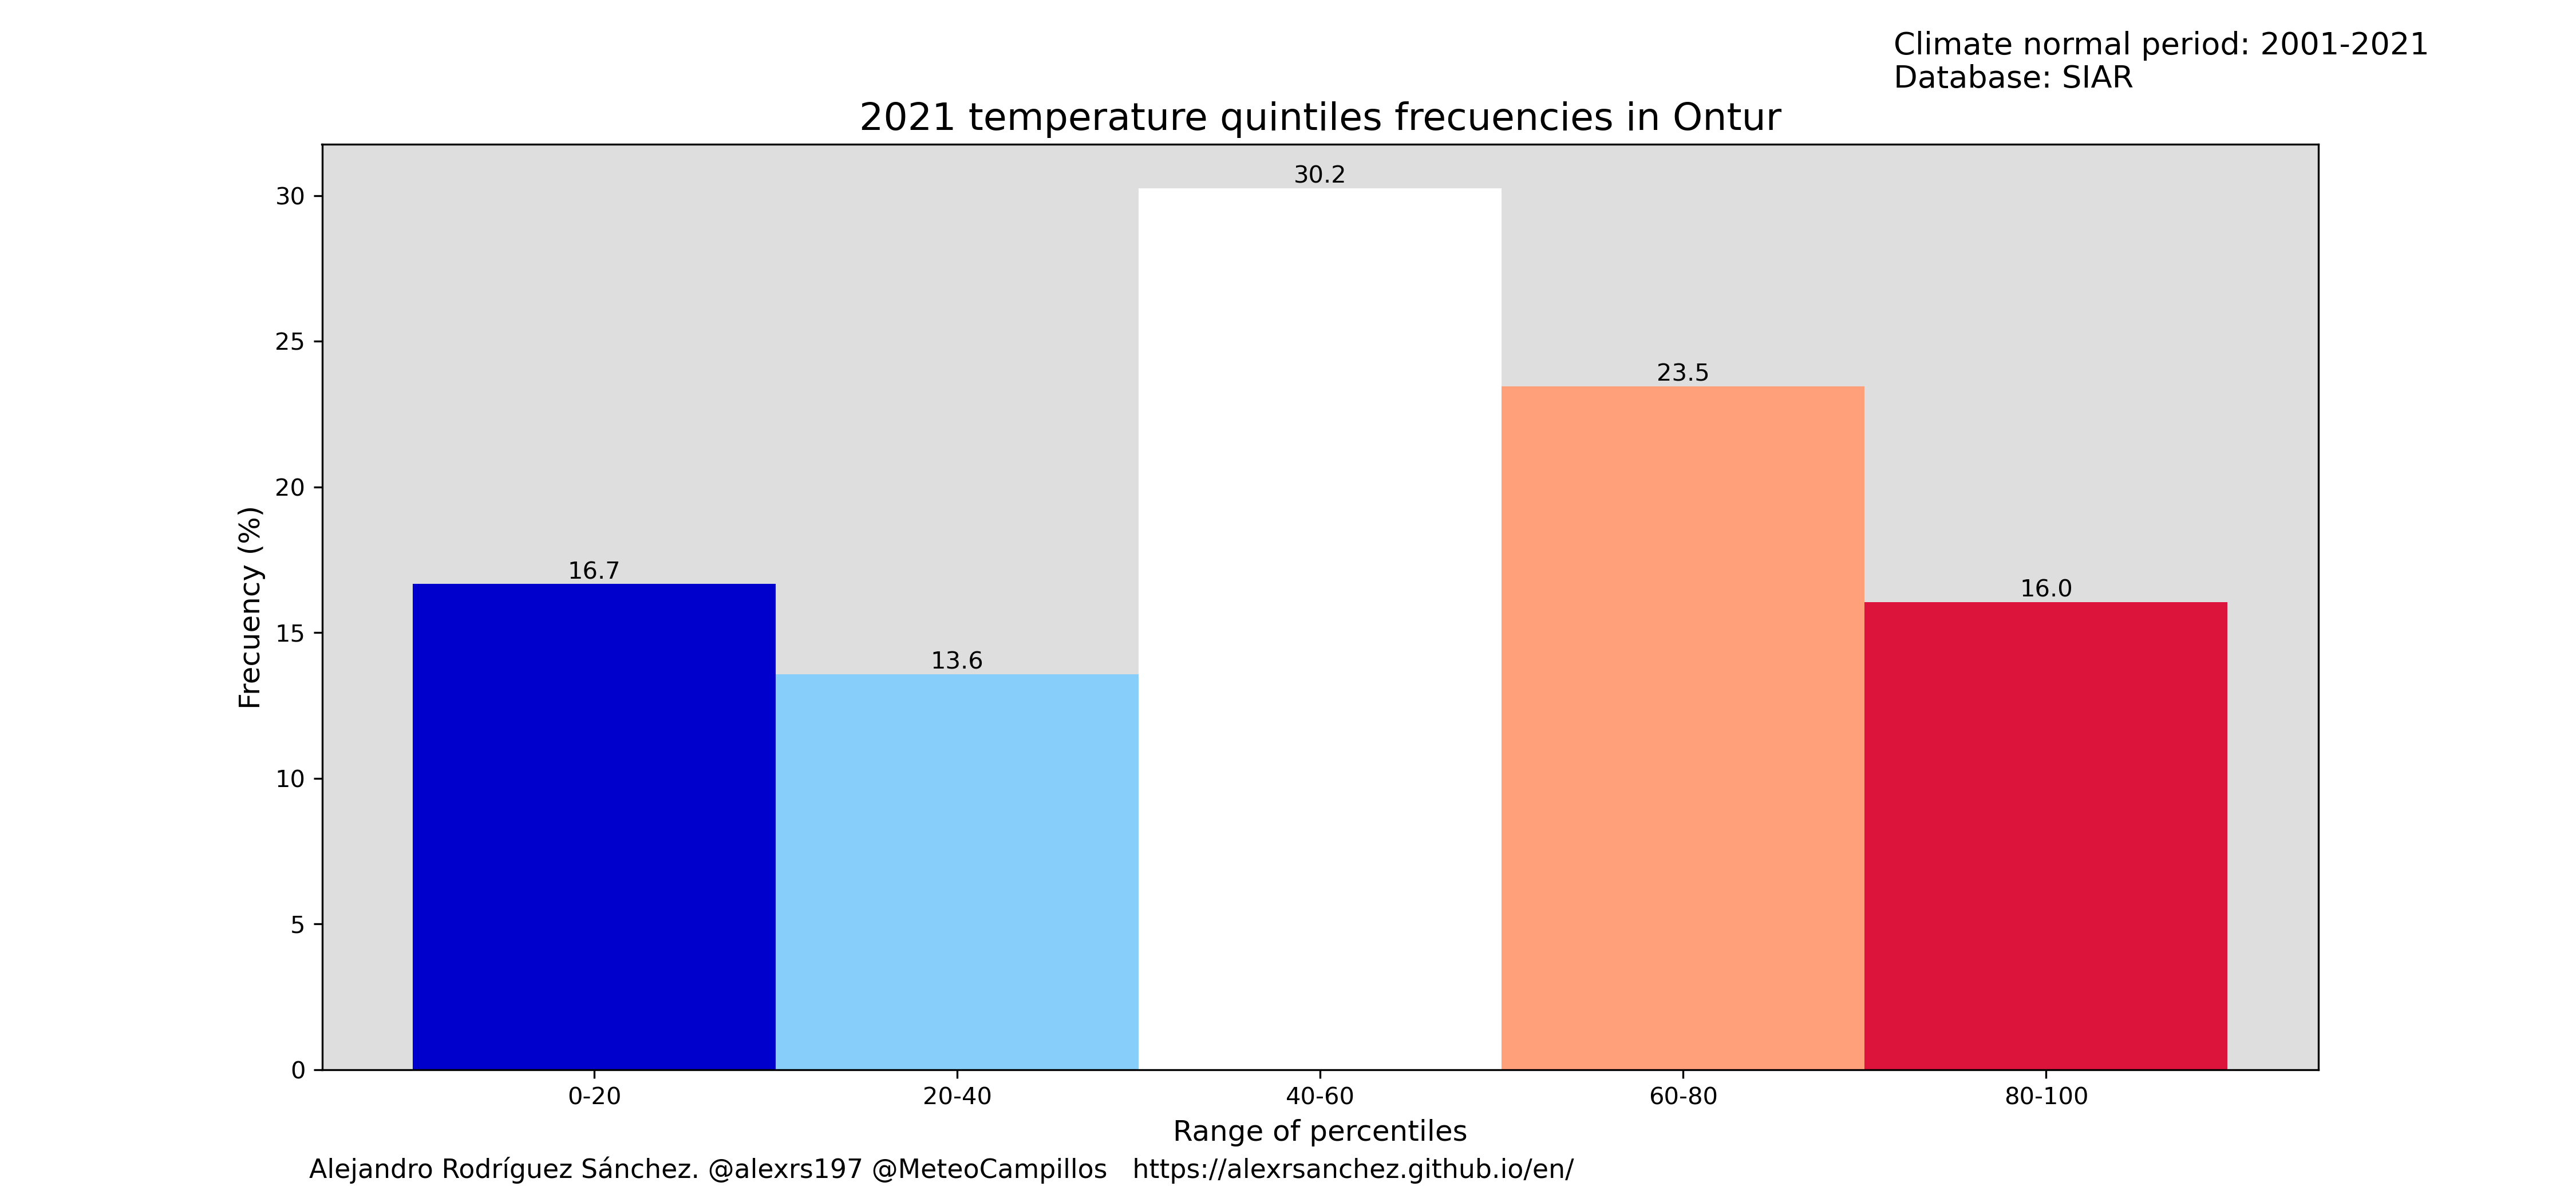 Climate normal period: 2001-2021
Database: SIAR
2021 temperature quintiles frecuencies in Ontur
30.2
30
25
23.5
20
Frecuency (%)
16.7
16.0
15
13.6
10
5
0
0-20 20-40 40-60 60-80 80-100
Range of percentiles
Alejandro Rodríguez Sánchez. @alexrs197 @MeteoCampillos https://alexrsanchez.github.io/en/